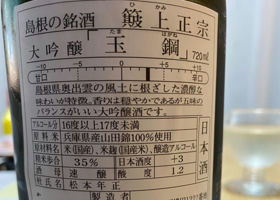 島根の銘酒 簸上正宗
ひかみ
大吟醸「玉鋼」 720ml
たま はがね
-10 -5 0 +5 +10
甘口 辛口
島根県奥出雲の風土に根ざした濃醇な
味わいが特徴。香りは穏やかであるが五味の
バランスがいい大吟醸酒です。
アルコール分 16度以上17度未満
原料米 兵庫県産山田錦100%使用
原材料名 米(国産)、米麹(国産米)、醸造アルコール
精米歩合 35% 日本酒度 +3
酒母 速醸 酸度 1.2
杜氏名 松本年正
日本酒
製造者